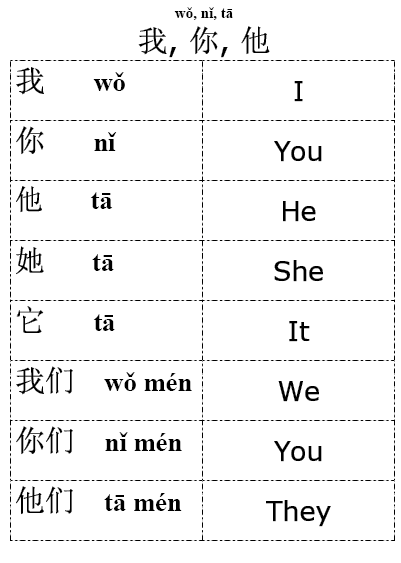 wǒ, nǐ, tā
我, 你, 他
我 wǒ I
你 nǐ You
他 tā He
她 tā She
它 tā It
我们 wǒ mén We
你们 nǐ mén You
他们 tā mén They